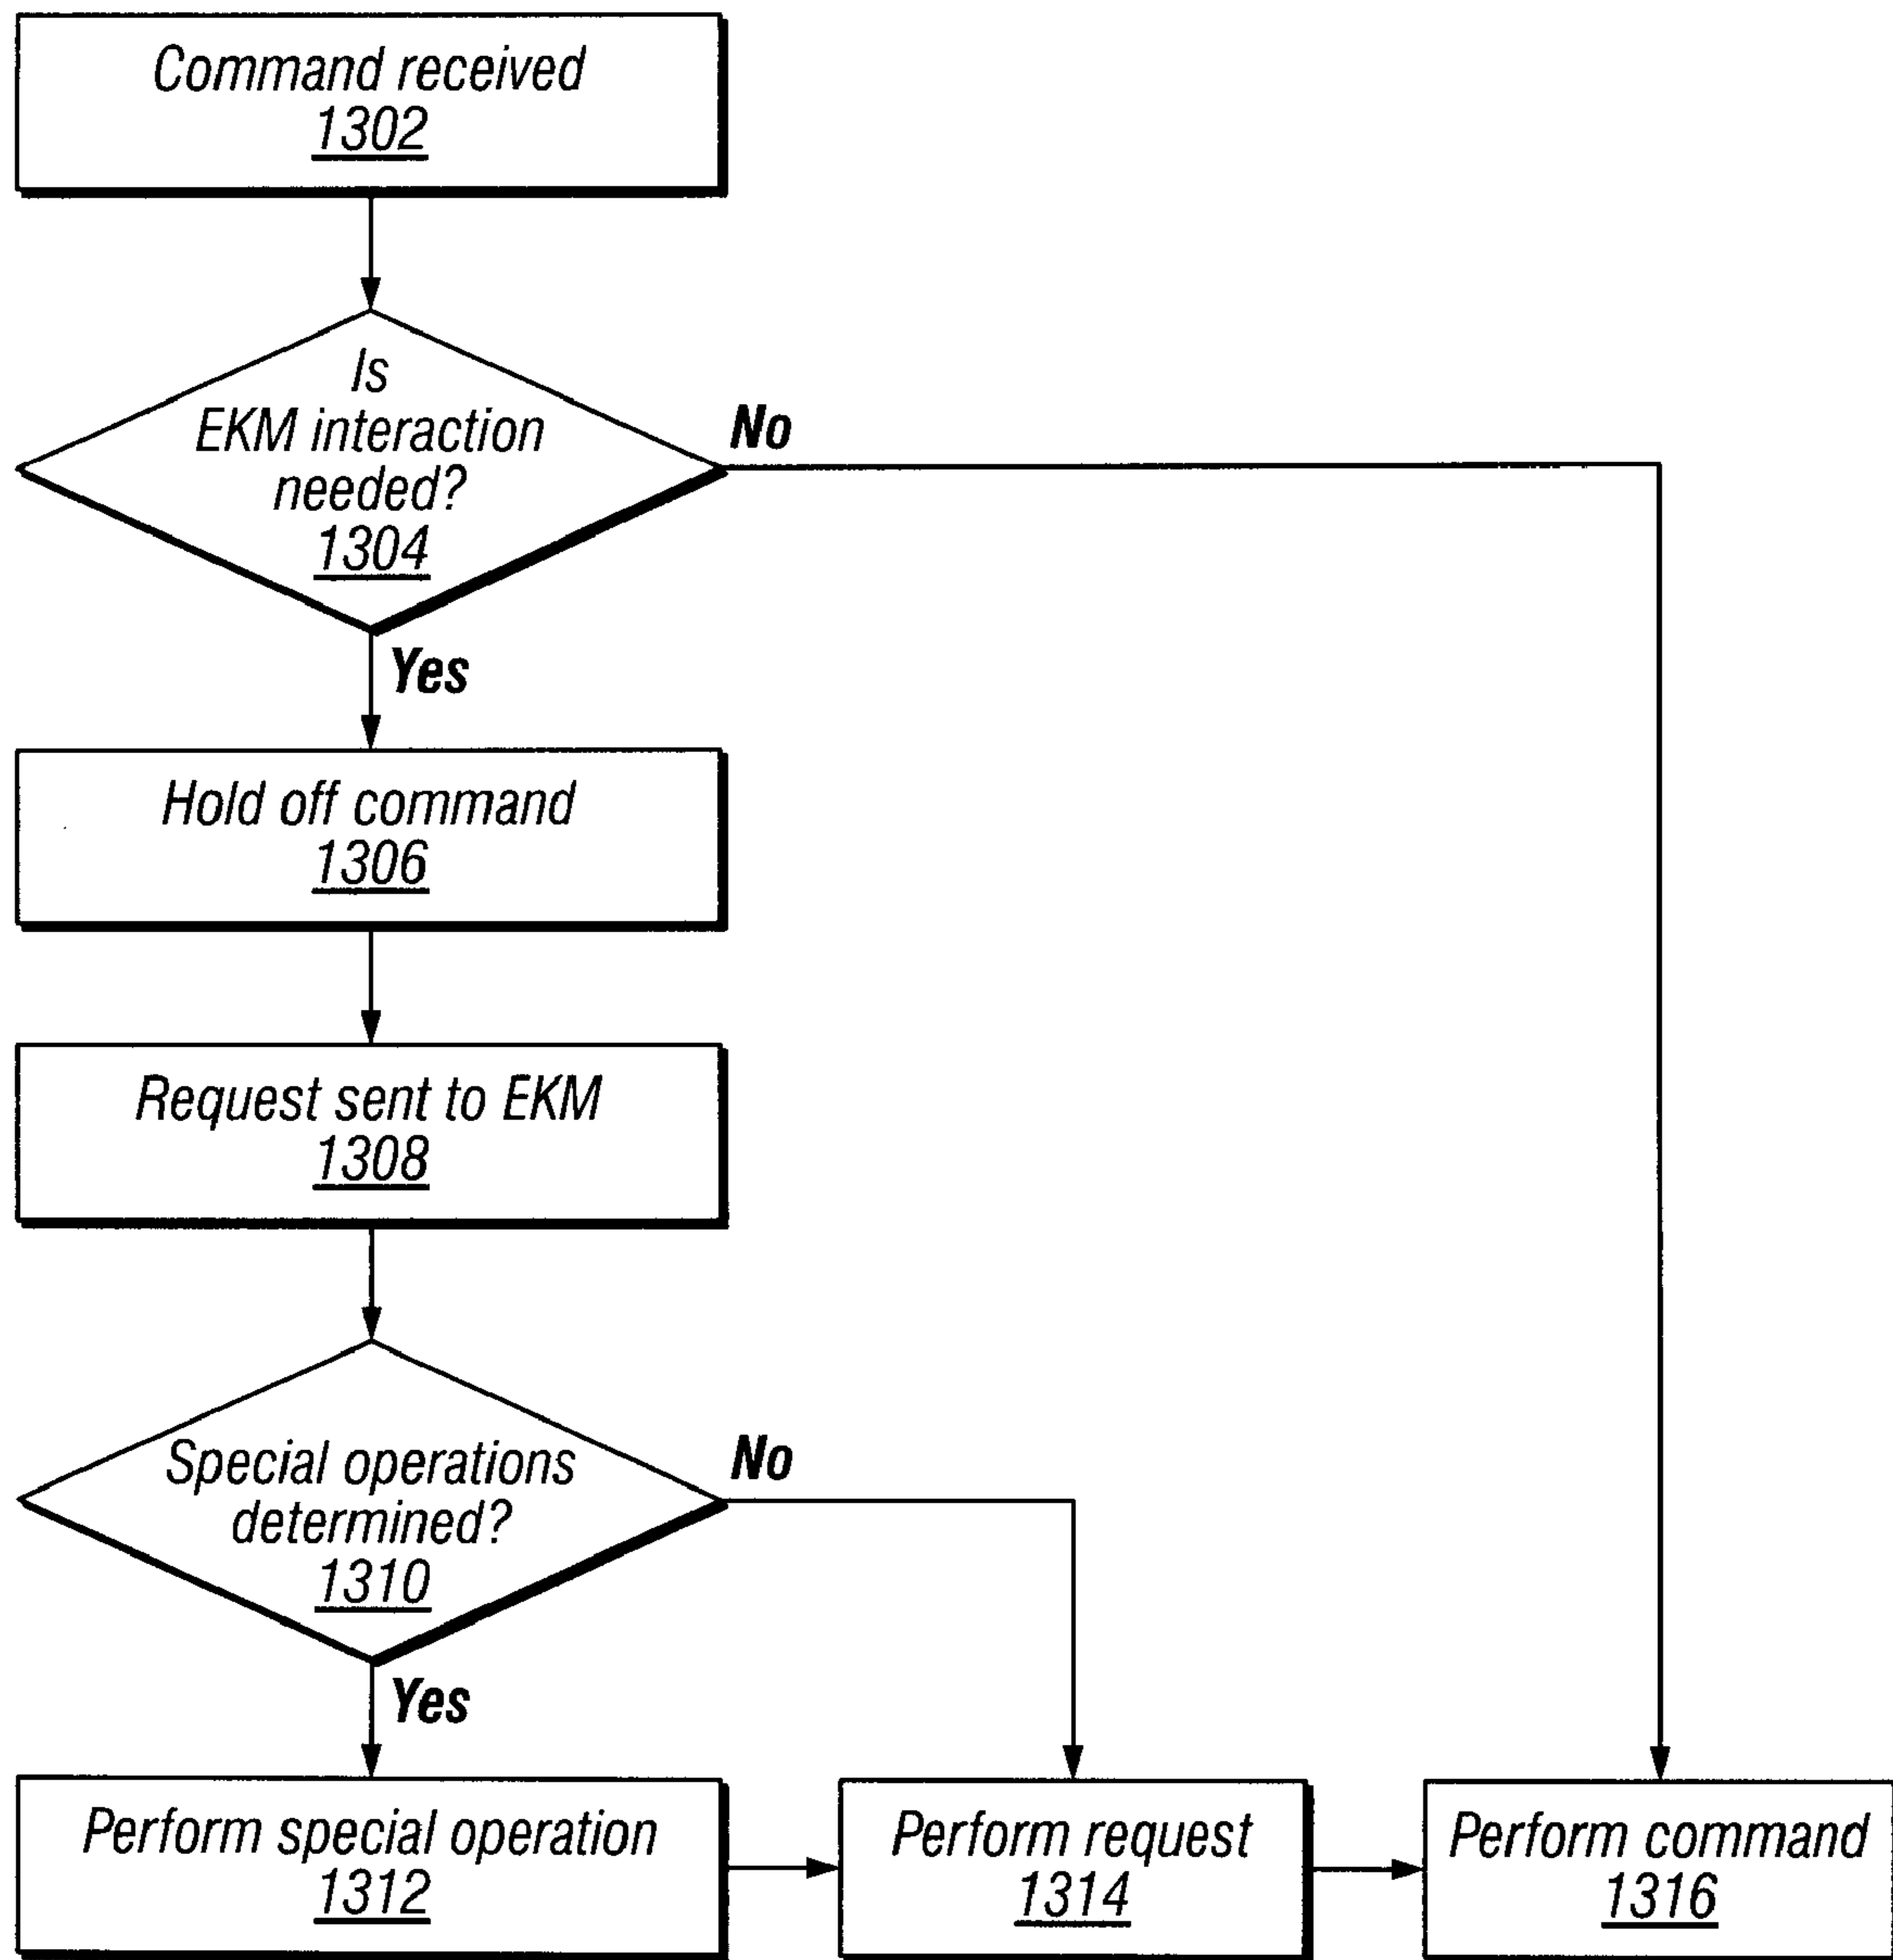 Command received
1302
Is
EKM interaction
needed?
1304
No
Yes
Hold off command
1306
Request sent to EKM
1308
Special operations
determined?
1310
No
Yes
Perform special operation
1312
Perform request
1314
Perform command
1316